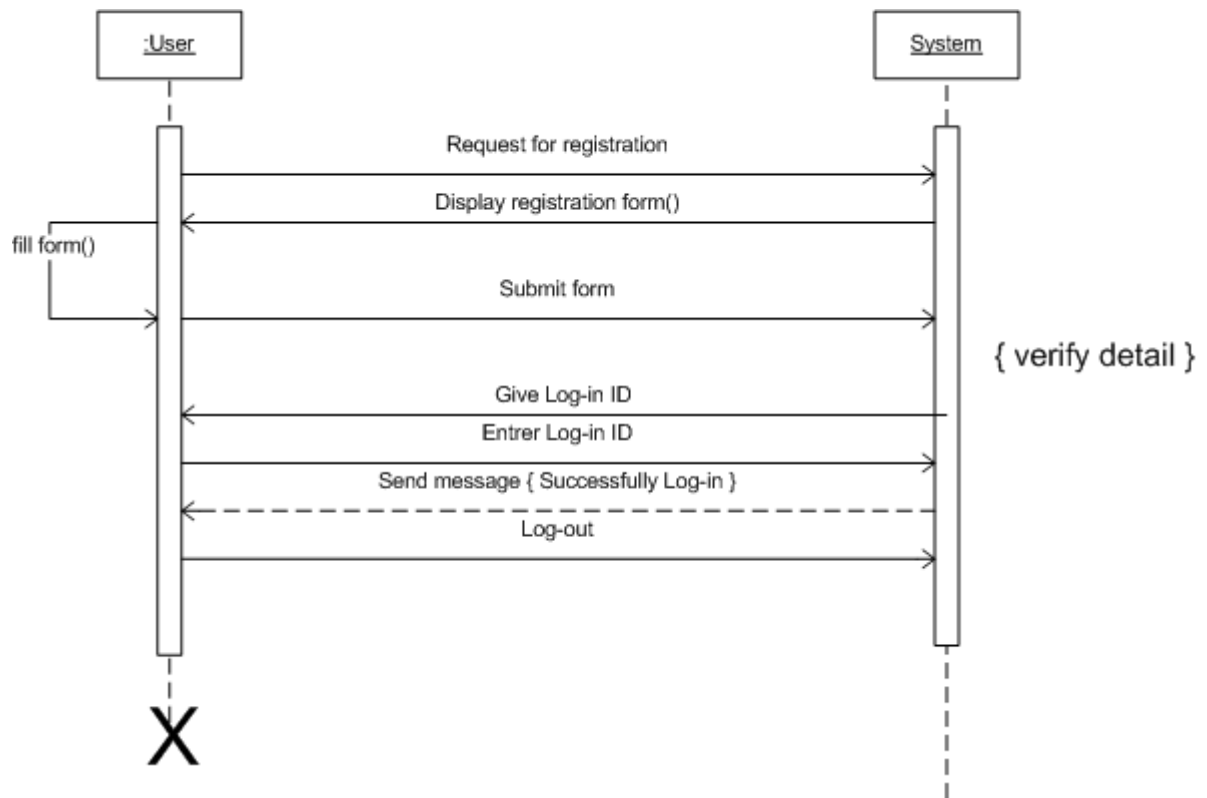 :User
System
Request for registration
Display registration form()
fill form()
Submit form
{ verify detail }
Give Log-in ID
Entrer Log-in ID
Send message { Successfully Log-in }
Log-out
X